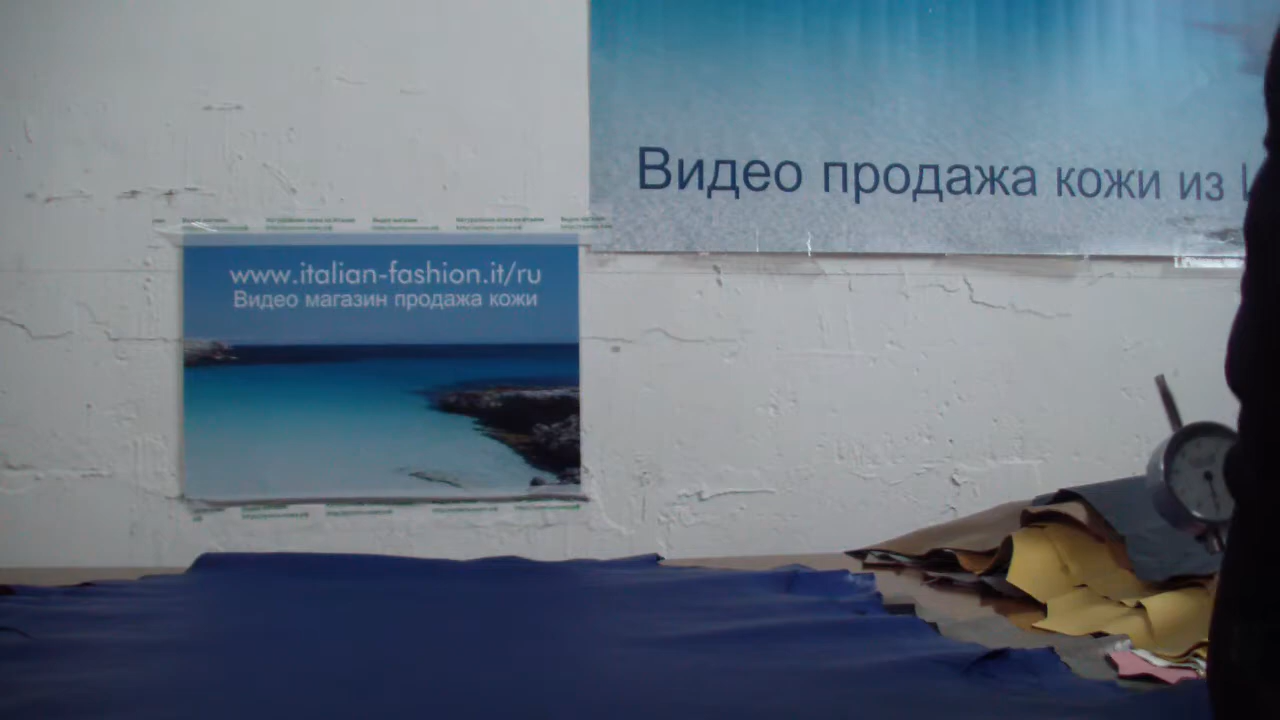 Видео продажа кожи из
www.italian-fashion.it/ru
Видео магазин продажа кожи